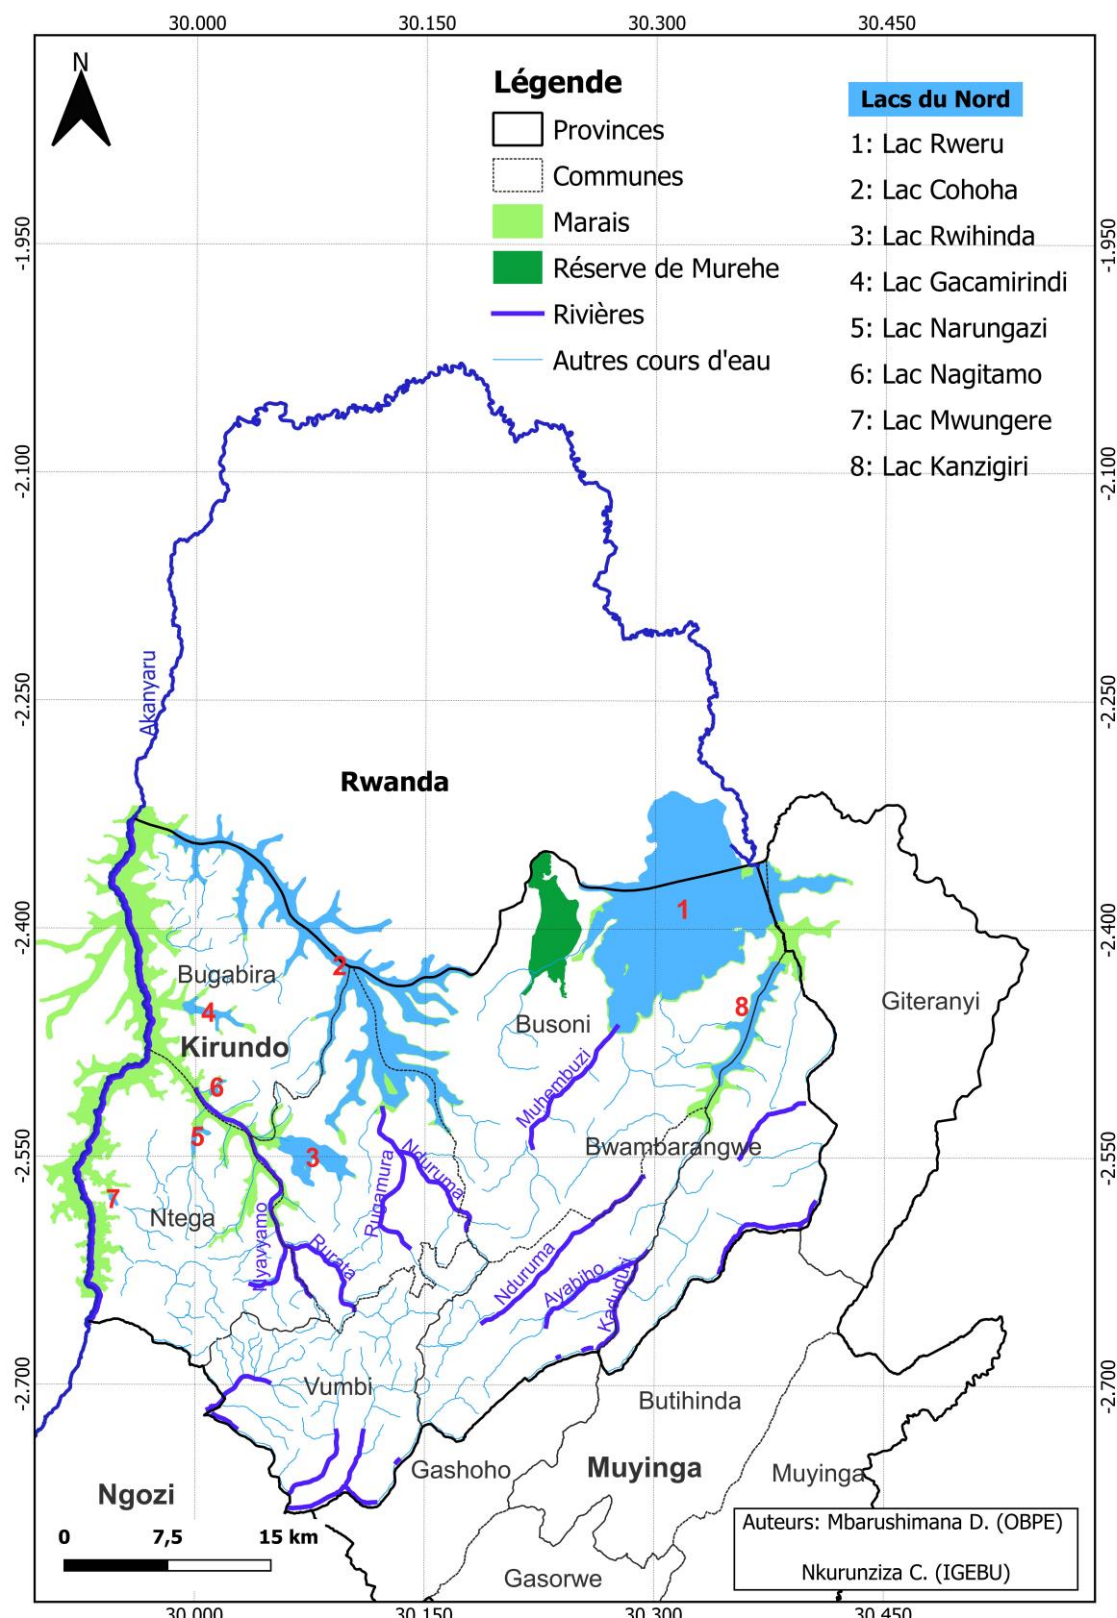 30.000
30.150
30.300
30.450
N
Légende
Provinces
Communes
Marais
Réserve de Murehe
Rivières
Autres cours d'eau
Lacs du Nord
1: Lac Rweru
2: Lac Cohoha
3: Lac Rwihinda
4: Lac Gacamirindi
5: Lac Narungazi
6: Lac Nagitamo
7: Lac Mwungere
8: Lac Kanzigiri
-1.950
-1.950
-2.100
-2.100
-2.250
-2.250
Akanyaru
Rwanda
1
-2.400
-2.400
2
Bugabira
4
8
Giteranyi
Busoni
Kirundo
6
Muhembuzi
5
3
Bwambarangwe
-2.550
-2.550
Nduruma
Rugamura
7
Ntega
Nyavyamo
Rurata
Nduruma
Ayabiho
Kaduduri
-2.700
-2.700
Vumbi
Butihinda
Gashoho
Muyinga
Muyinga
Ngozi
0 7,5 15 km
Auteurs: Mbarushimana D. (OBPE)
Nkurunziza C. (IGEBU)
Gasorwe
30.000
30.150
30.300
30.450